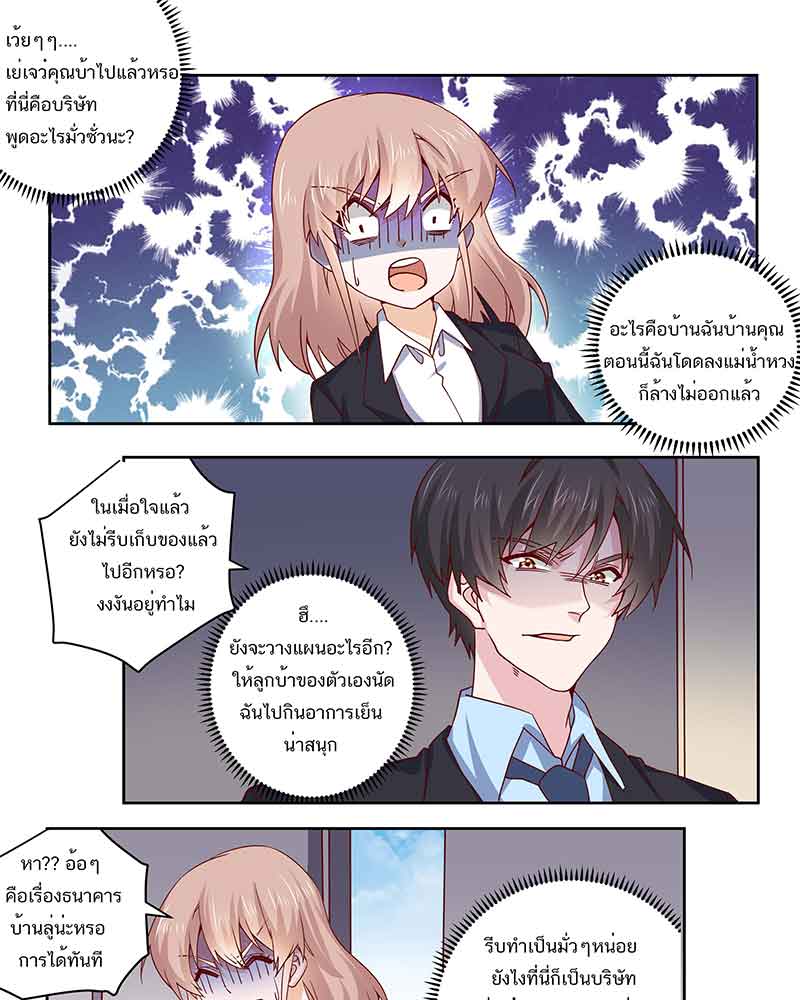 เว้ยๆๆ....
เย่เจว๋คุณบ้าไปแล้วหรอ
ที่นี่คือบริษัท
พูดอะไรมั่วซั่วนะ?
อะไรคือบ้านฉันบ้านคุณ
ตอนนี้ฉันโดดลงแม่น้ำหวง
ก็ล้างไม่ออกแล้ว
ในเมื่อใจแล้ว
ยังไม่รีบเก็บของแล้ว
ไปอีกหรอ?
งงงันอยู่ทำไม
ฮึ....
ยังจะวางแผนอะไรอีก?
ให้ลูกบ้าของตัวเองนัด
ฉันไปกินอาการเย็น
น่าสนุก
หา?? อ้อๆ
คือเรื่องธนาคาร
บ้านลู่น่ะหรอ
การได้ทันที
รีบทำเป็นมั่วๆหน่อย
ยังไงที่นี่ก็เป็นบริษัท